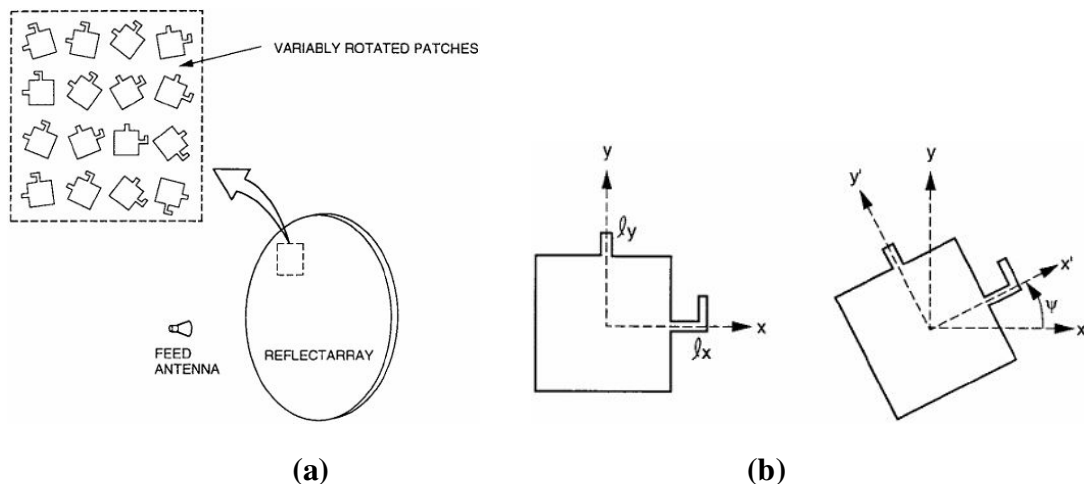 VARIABLY ROTATED PATCHES
FEED
ANTENNA
REFLECTARRAY
(a)
y
ℓy
x
ℓx
y
y'
x'
ψ
x
(b)